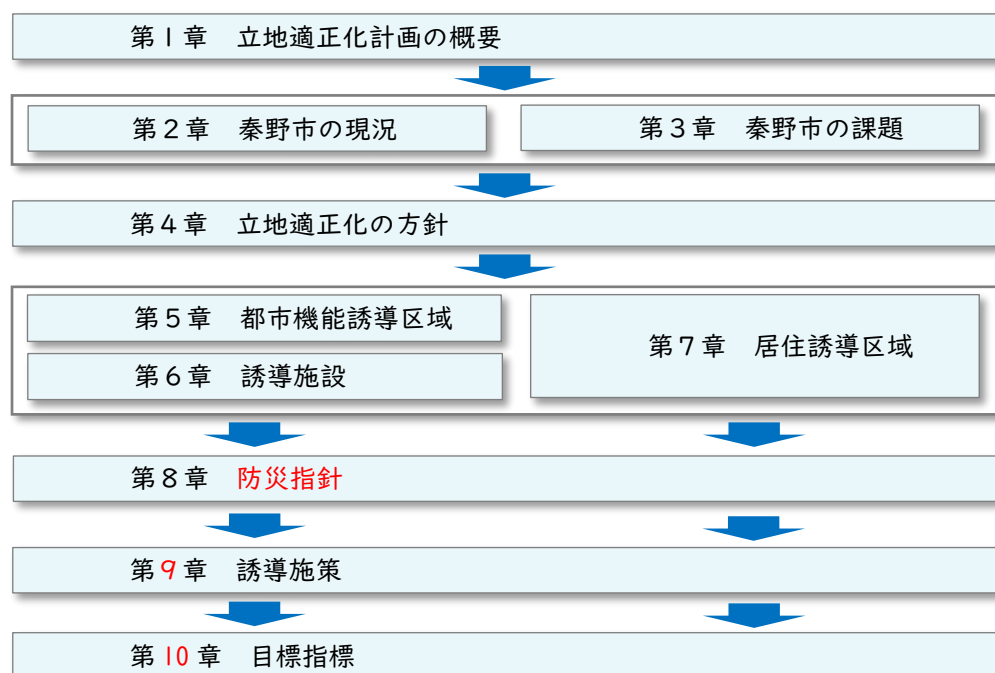 第1章 立地適正化計画の概要
第2章 秦野市の現況
第3章 秦野市の課題
第4章 立地適正化の方針
第5章 都市機能誘導区域
第6章 誘導施設
第7章 居住誘導区域
第8章 防災指針
第9章 誘導施策
第10章 目標指標